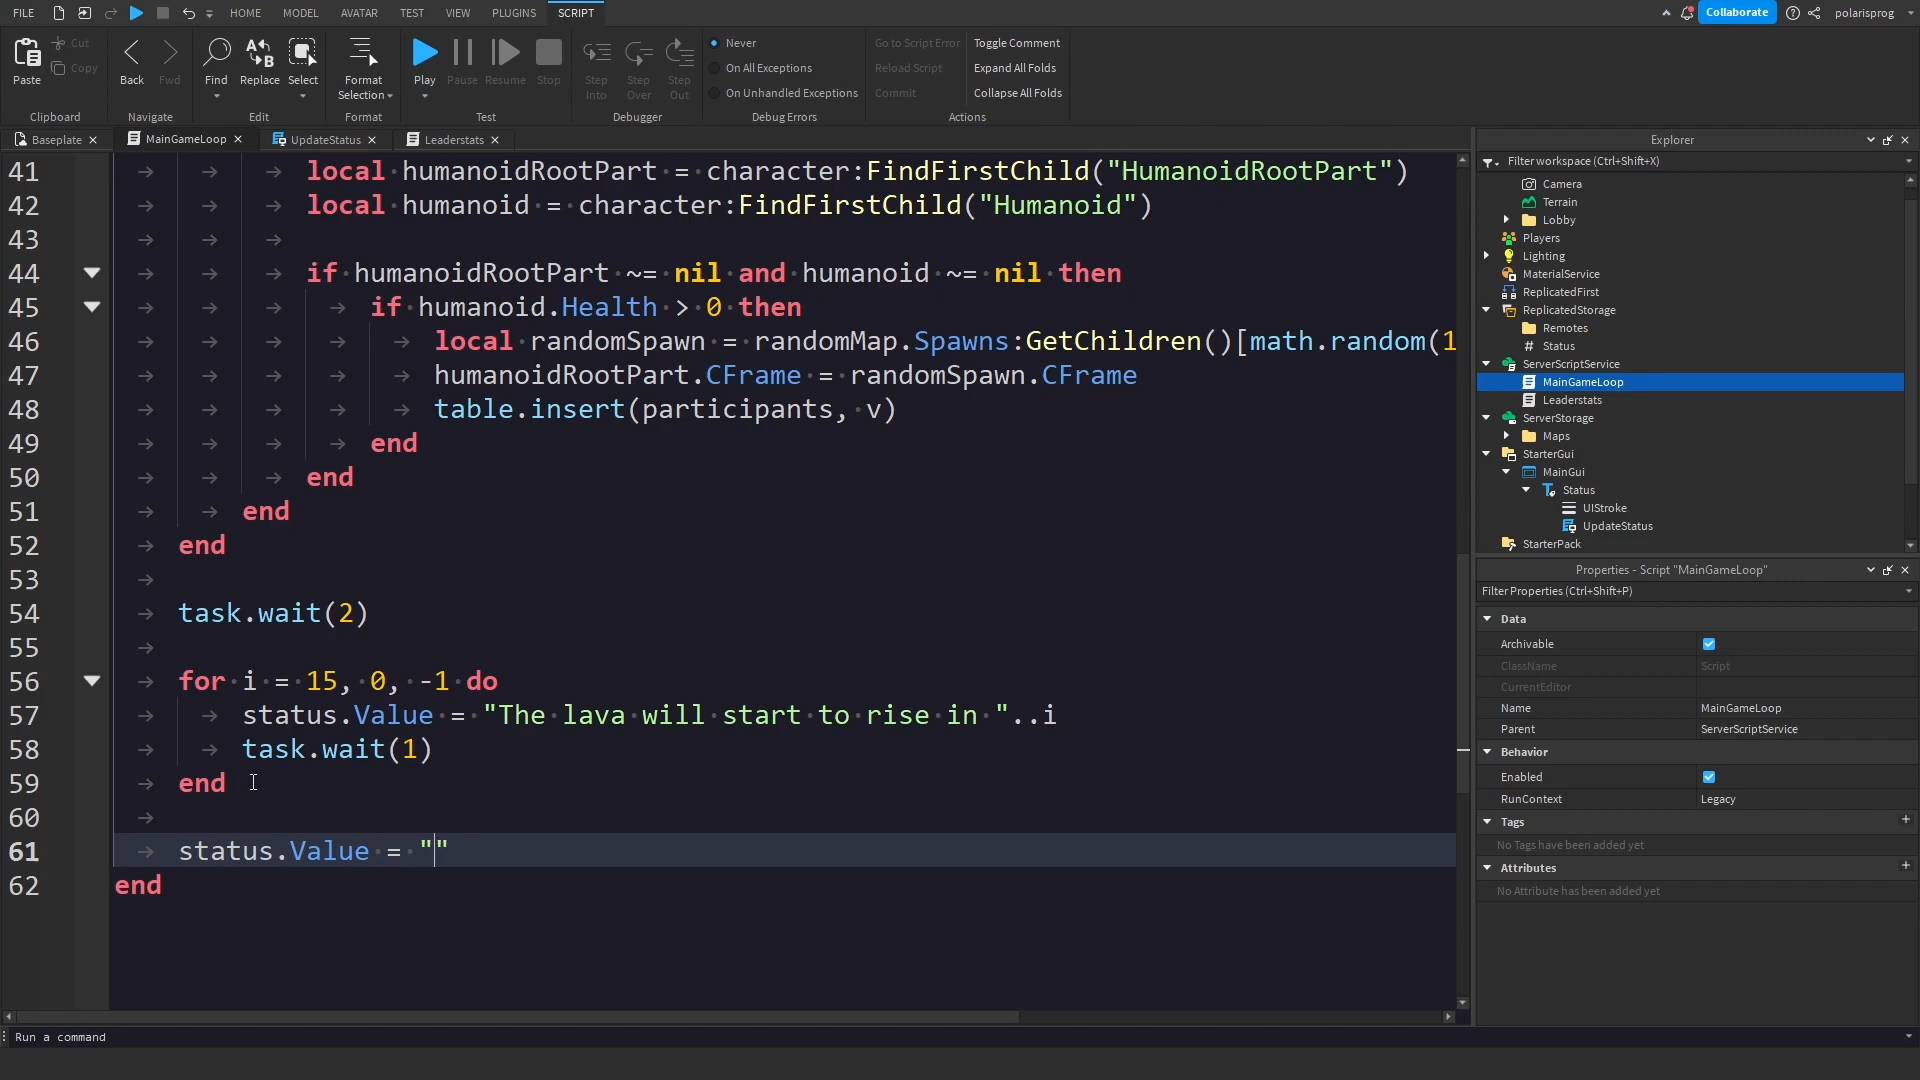 FILE HOME MODEL AVATAR TEST VIEW PLUGINS SCRIPT Collaborate polarisprog
Paste Cut Copy
Clipboard
Back Fwd
Navigate
Find Replace Select
Edit
Format Selection
Format
Play Pause Resume Stop
Test
Step Into Step Over Step Out
Debugger
Never
On All Exceptions
On Unhandled Exceptions
Debug Errors
Go to Script Error
Reload Script
Commit
Toggle Comment
Expand All Folds
Collapse All Folds
Actions
Baseplate MainGameLoop UpdateStatus Leaderstats
41 local humanoidRootPart = character:FindFirstChild("HumanoidRootPart")
42 local humanoid = character:FindFirstChild("Humanoid")
43
44 if humanoidRootPart ~= nil and humanoid ~= nil then
45 if humanoid.Health > 0 then
46 local randomSpawn = randomMap.Spawns:GetChildren()[math.random(1
47 humanoidRootPart.CFrame = randomSpawn.CFrame
48 table.insert(participants, v)
49 end
50 end
51 end
52 end
53
54 task.wait(2)
55
56 for i = 15, 0, -1 do
57 status.Value = "The lava will start to rise in "..i
58 task.wait(1)
59 end
60
61 status.Value = ""
62 end
Run a command
Explorer
Filter workspace (Ctrl+Shift+X)
Camera
Terrain
Lobby
Players
Lighting
MaterialService
ReplicatedFirst
ReplicatedStorage
Remotes
Status
ServerScriptService
MainGameLoop
Leaderstats
ServerStorage
Maps
StarterGui
MainGui
Status
UIStroke
UpdateStatus
StarterPack
Properties - Script "MainGameLoop"
Filter Properties (Ctrl+Shift+P)
Data
Archivable
ClassName Script
CurrentEditor
Name MainGameLoop
Parent ServerScriptService
Behavior
Enabled
RunContext Legacy
Tags
No Tags have been added yet
Attributes
No Attribute has been added yet